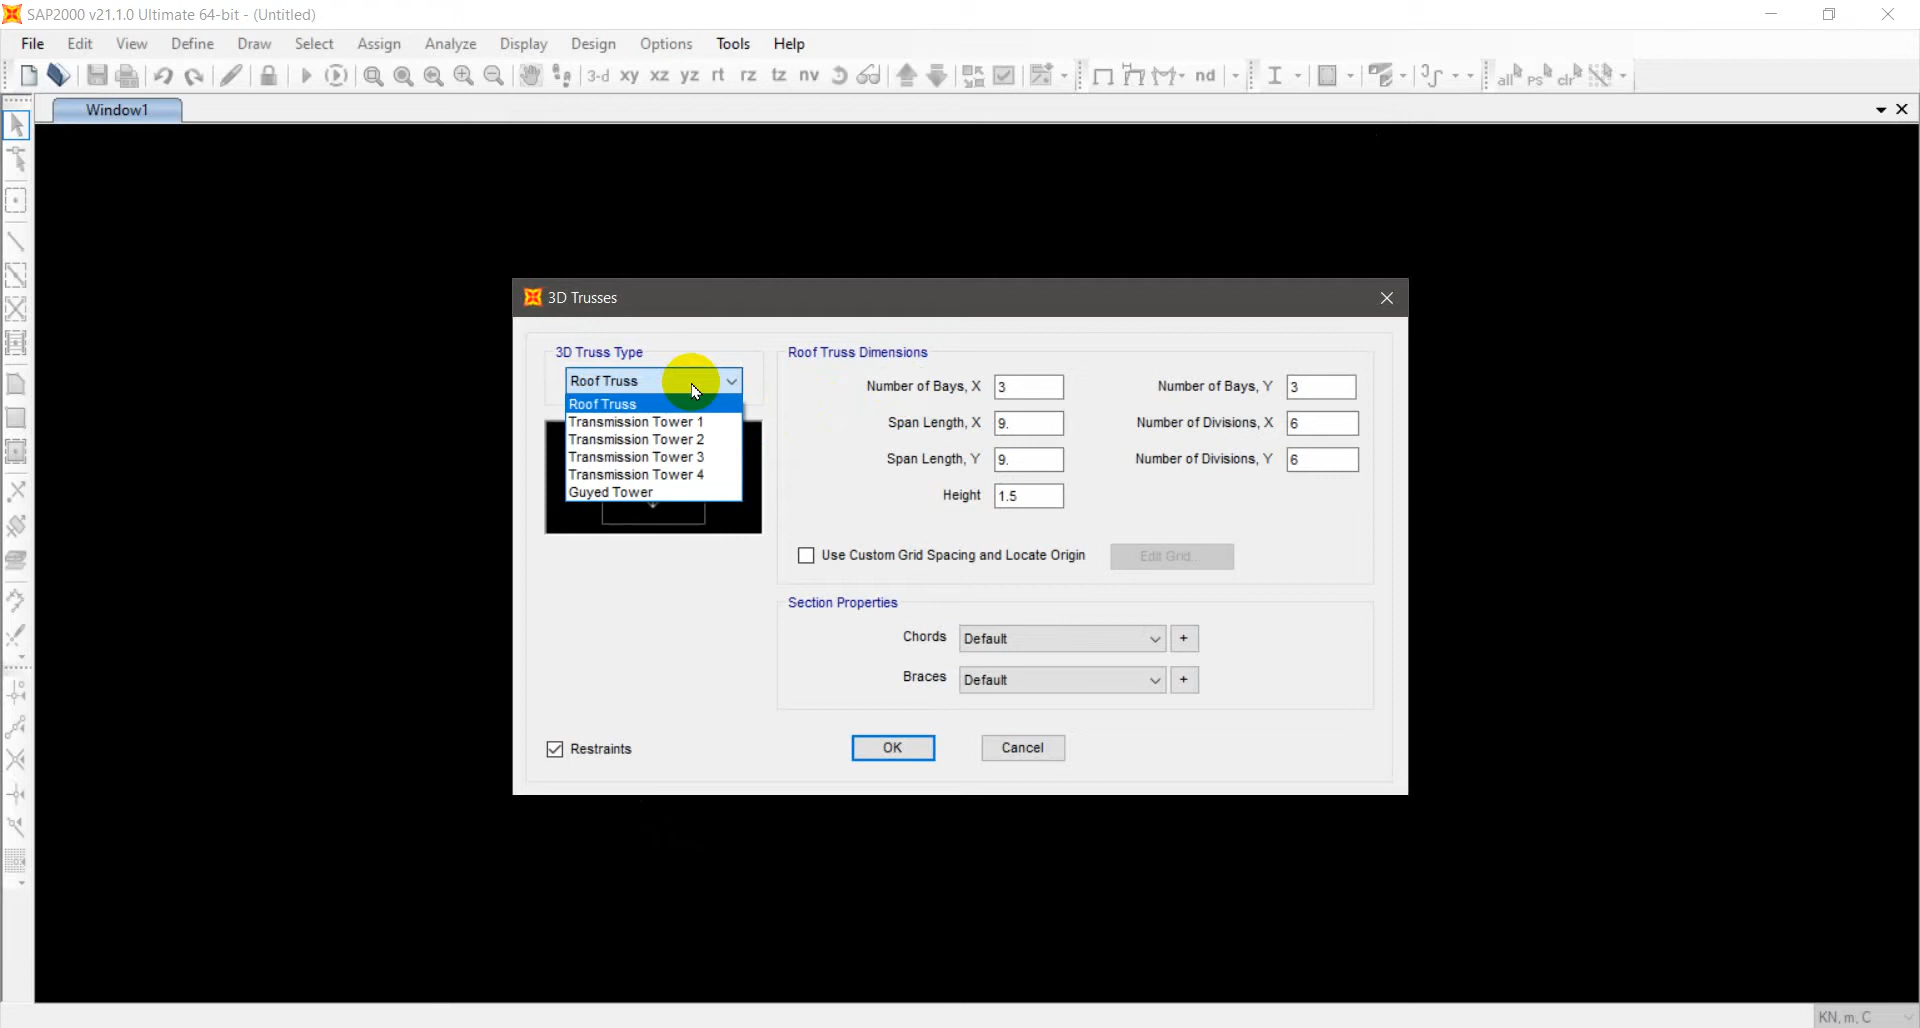 SAP2000 v21.1.0 Ultimate 64-bit - (Untitled)
File Edit View Define Draw Select Assign Analyze Display Design Options Tools Help
3-d xy xz yz rt rz tz nv nd all PS clr
Window1
3D Trusses
3D Truss Type
Roof Truss
Roof Truss
Transmission Tower 1
Transmission Tower 2
Transmission Tower 3
Transmission Tower 4
Guyed Tower
Roof Truss Dimensions
Number of Bays, X 3 Number of Bays, Y 3
Span Length, X 9. Number of Divisions, X 6
Span Length, Y 9. Number of Divisions, Y 6
Height 1.5
Use Custom Grid Spacing and Locate Origin Edit Grid...
Section Properties
Chords Default +
Braces Default +
Restraints OK Cancel
KN, m, C